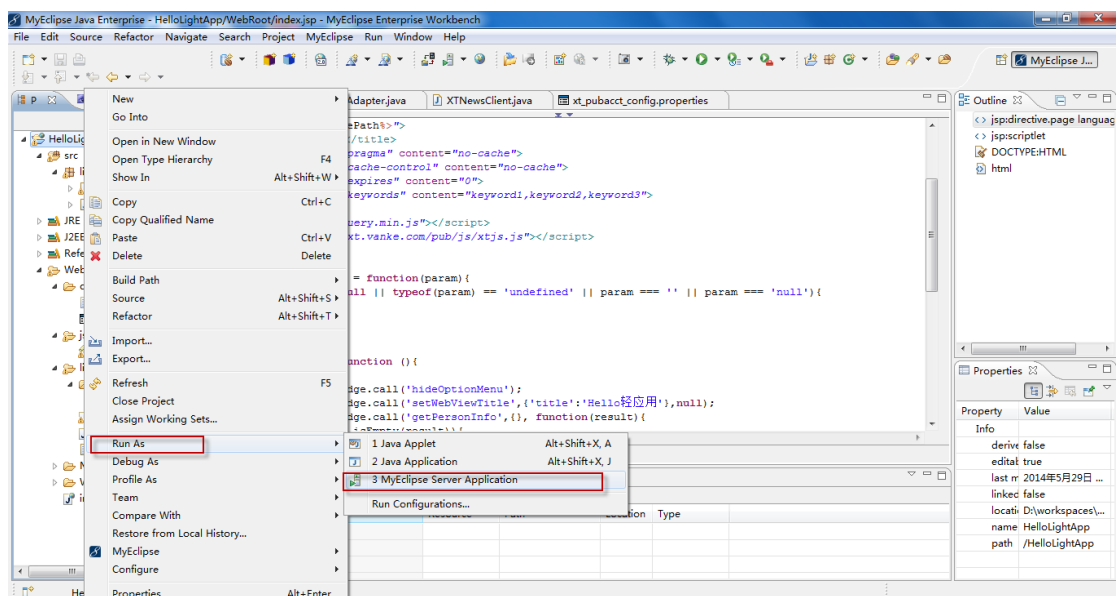 MyEclipse Java Enterprise - HelloLightApp/WebRoot/index.jsp - MyEclipse Enterprise Workbench
File Edit Source Refactor Navigate Search Project MyEclipse Run Window Help
MyEclipse J...
P
Adapter.java XTNewsClient.java xt_pubacct_config.properties
HelloLig
src
li
JRE
J2EE
Refe
Web
New
Go Into
Open in New Window
Open Type Hierarchy F4
Show In Alt+Shift+W
Copy Ctrl+C
Copy Qualified Name
Paste Ctrl+V
Delete Delete
Build Path
Source Alt+Shift+S
Refactor Alt+Shift+T
Import...
Export...
Refresh F5
Close Project
Assign Working Sets...
Run As
Debug As
Profile As
Team
Compare With
Restore from Local History...
MyEclipse
Configure
Properties Alt+Enter
He
1 Java Applet Alt+Shift+X, A
2 Java Application Alt+Shift+X, J
3 MyEclipse Server Application
Run Configurations...
ePath%>">
</title>
pragma" content="no-cache">
cache-control" content="no-cache">
expires" content="0">
keywords" content="keyword1,keyword2,keyword3">
uery.min.js"></script>
xt.vanke.com/pub/js/xtjs.js"></script>
= function(param){
ull || typeof(param) == 'undefined' || param === '' || param === 'null'){
unction (){
dge.call('hideOptionMenu');
dge.call('setWebViewTitle',{'title':'Hello轻应用'},null);
dge.call('getPersonInfo',{}, function(result){
Type
Outline
jsp:directive.page languag
jsp:scriptlet
DOCTYPE:HTML
html
Properties
Property Value
Info
derive false
editab true
last m 2014年5月29日 ...
linked false
locatio D:\workspaces\...
name HelloLightApp
path /HelloLightApp